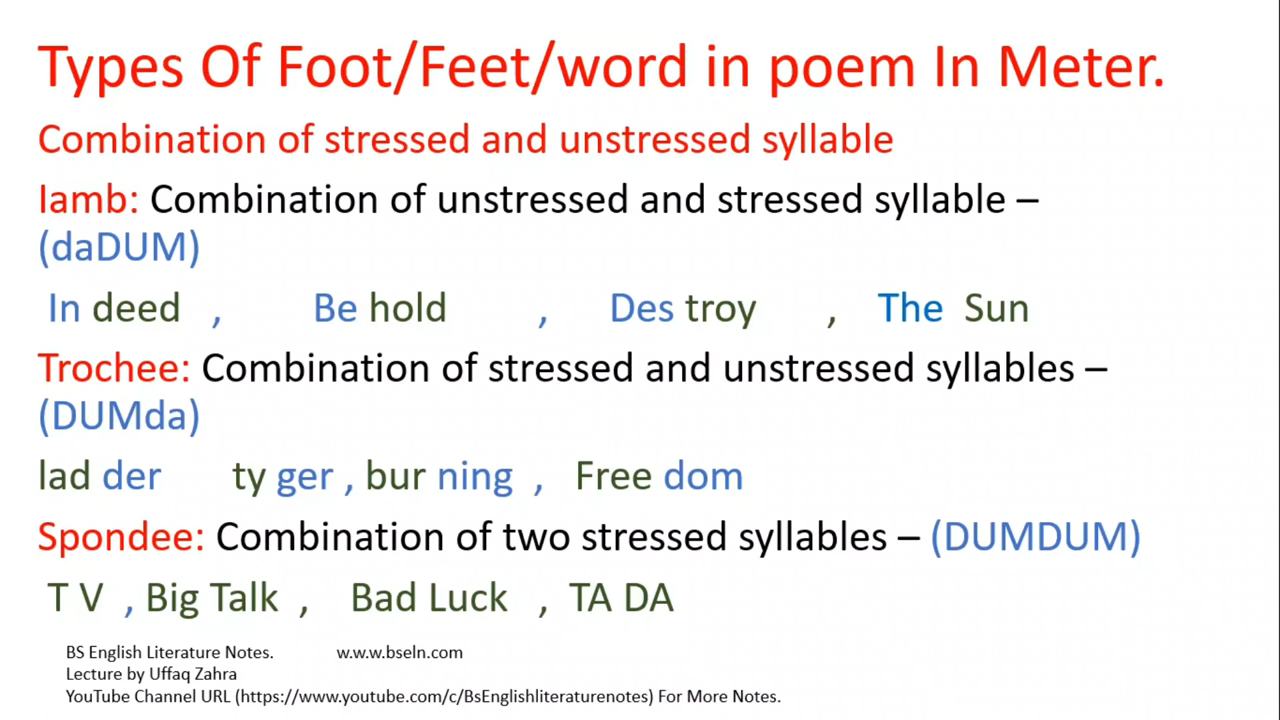 Types Of Foot/Feet/word in poem In Meter.
Combination of stressed and unstressed syllable
Iamb: Combination of unstressed and stressed syllable –
(daDUM)
In deed , Be hold , Des troy , The Sun
Trochee: Combination of stressed and unstressed syllables –
(DUMda)
lad der ty ger , bur ning , Free dom
Spondee: Combination of two stressed syllables – (DUMDUM)
T V , Big Talk , Bad Luck , TA DA
BS English Literature Notes. w.w.w.bseln.com
Lecture by Uffaq Zahra
YouTube Channel URL (https://www.youtube.com/c/BsEnglishliteraturenotes) For More Notes.